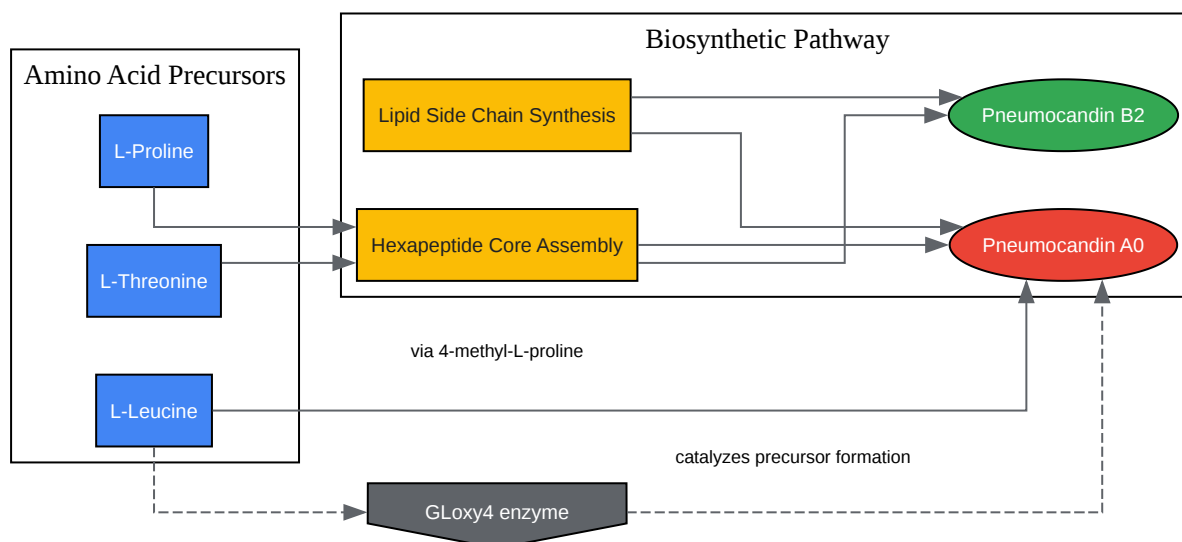 Biosynthetic Pathway
Amino Acid Precursors
Lipid Side Chain Synthesis
Pneumocandin B2
L-Proline
Hexapeptide Core Assembly
Pneumocandin A0
L-Threonine
via 4-methyl-L-proline
L-Leucine
catalyzes precursor formation
GLoxy4 enzyme